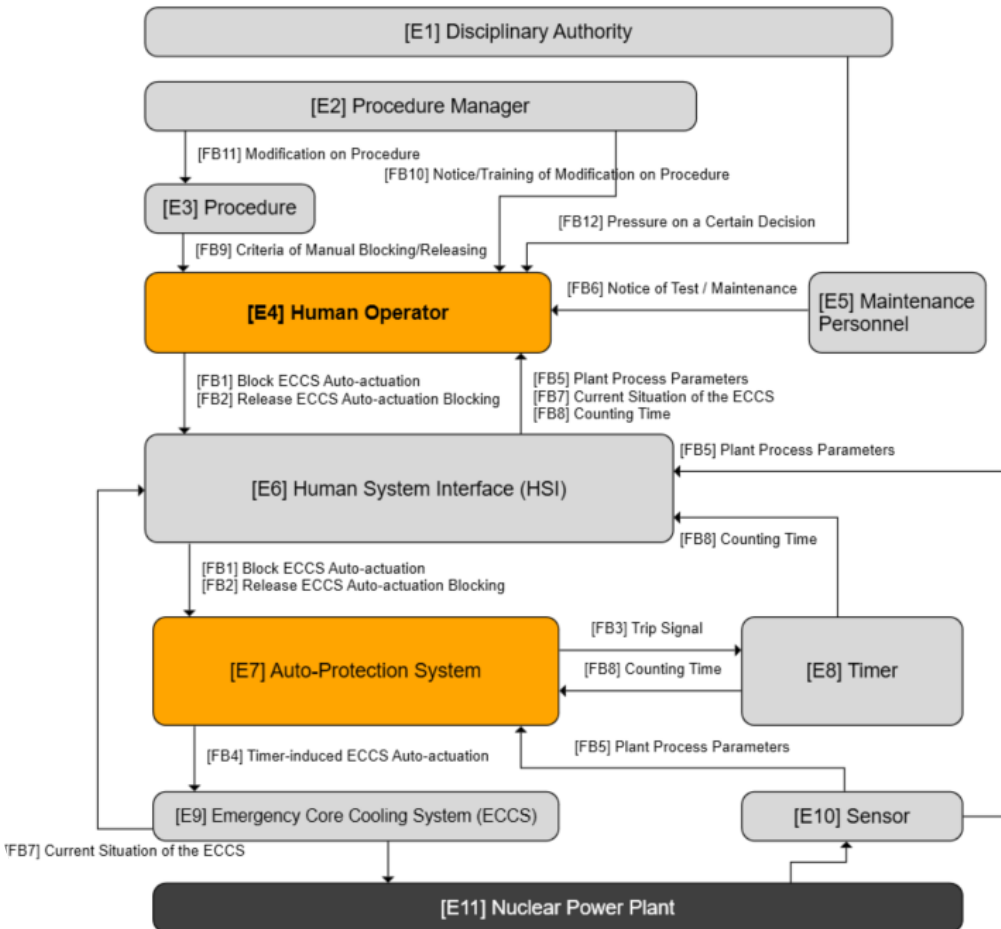 [E1] Disciplinary Authority
[E2] Procedure Manager
[FB11] Modification on Procedure
[FB10] Notice/Training of Modification on Procedure
[E3] Procedure
[FB12] Pressure on a Certain Decision
[FB9] Criteria of Manual Blocking/Releasing
[FB6] Notice of Test / Maintenance
[E4] Human Operator
[E5] Maintenance
Personnel
[FB1] Block ECCS Auto-actuation
[FB2] Release ECCS Auto-actuation Blocking
[FB5] Plant Process Parameters
[FB7] Current Situation of the ECCS
[FB8] Counting Time
[FB5] Plant Process Parameters
[E6] Human System Interface (HSI)
[FB8] Counting Time
[FB1] Block ECCS Auto-actuation
[FB2] Release ECCS Auto-actuation Blocking
[E7] Auto-Protection System
[FB3] Trip Signal
[FB8] Counting Time
[E8] Timer
[FB4] Timer-induced ECCS Auto-actuation
[FB5] Plant Process Parameters
[E9] Emergency Core Cooling System (ECCS)
[E10] Sensor
[FB7] Current Situation of the ECCS
[E11] Nuclear Power Plant